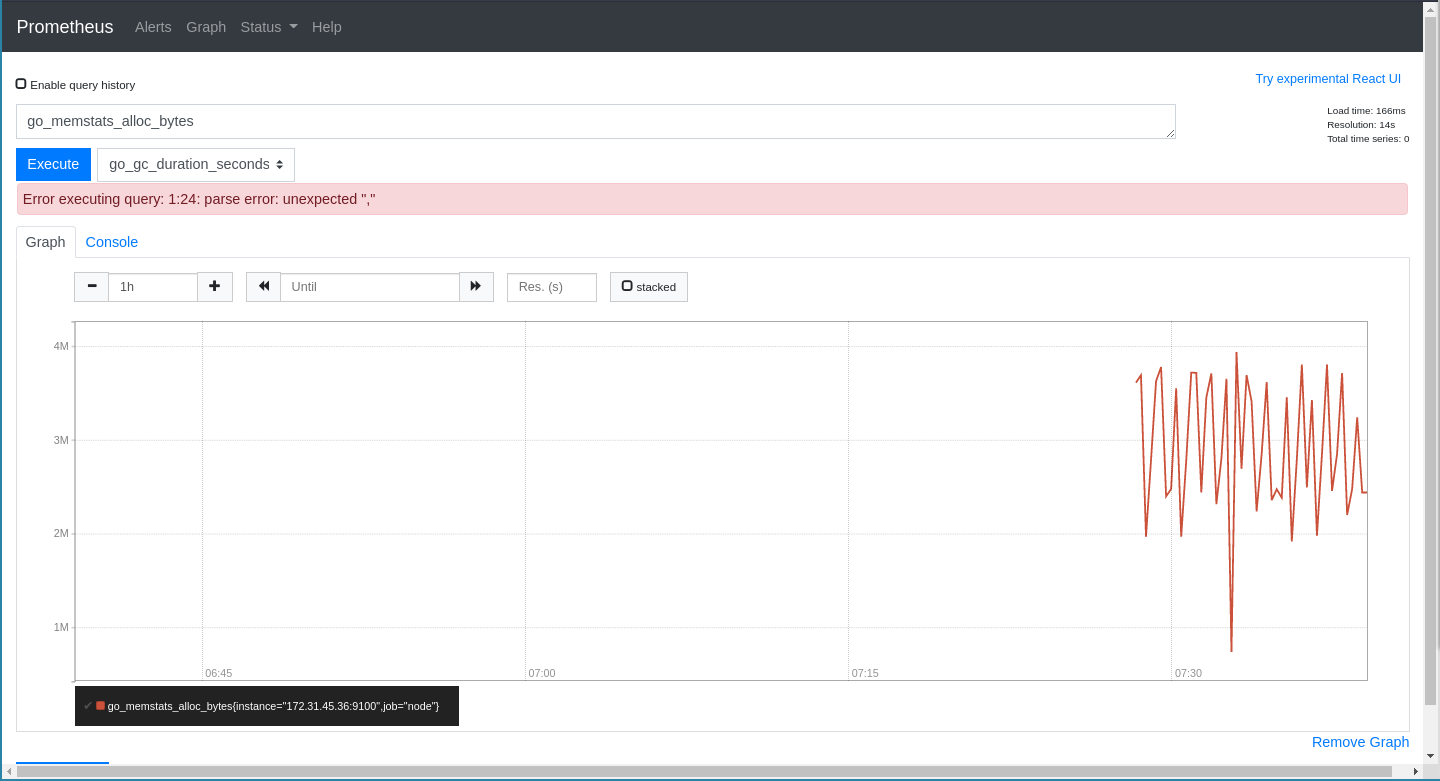 Prometheus Alerts Graph Status Help
Enable query history
Try experimental React UI
go_memstats_alloc_bytes
Load time: 166ms
Resolution: 14s
Total time series: 0
Execute
go_gc_duration_seconds
Error executing query: 1:24: parse error: unexpected ","
Graph
Console
1h
Until
Res. (s)
stacked
4M
3M
2M
1M
06:45
07:00
07:15
07:30
go_memstats_alloc_bytes{instance="172.31.45.36:9100",job="node"}
Remove Graph